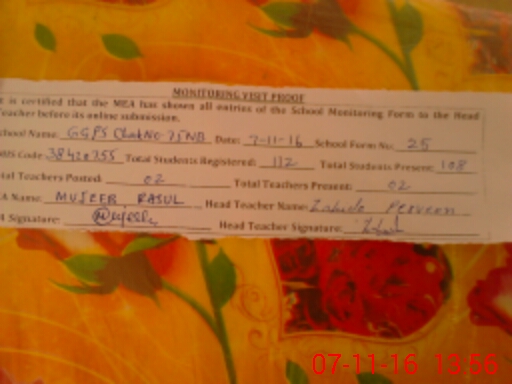 MONITORING VISIT PROOF
is certified that the MEA has shown all entries of the School Monitoring Form to the Head
Teacher before its online submission.
School Name: GGPS Chak No 75NB Date: 7-11-16 School Form No. 25
Code: 38420755 Total Students Registered: 112 Total Students Present: 108
Total Teachers Posted: 02 Total Teachers Present: 02
Name: MUJEEB RASUL Head Teacher Name: Zahida Perveen
Signature: Head Teacher Signature:
07-11-16 13:56